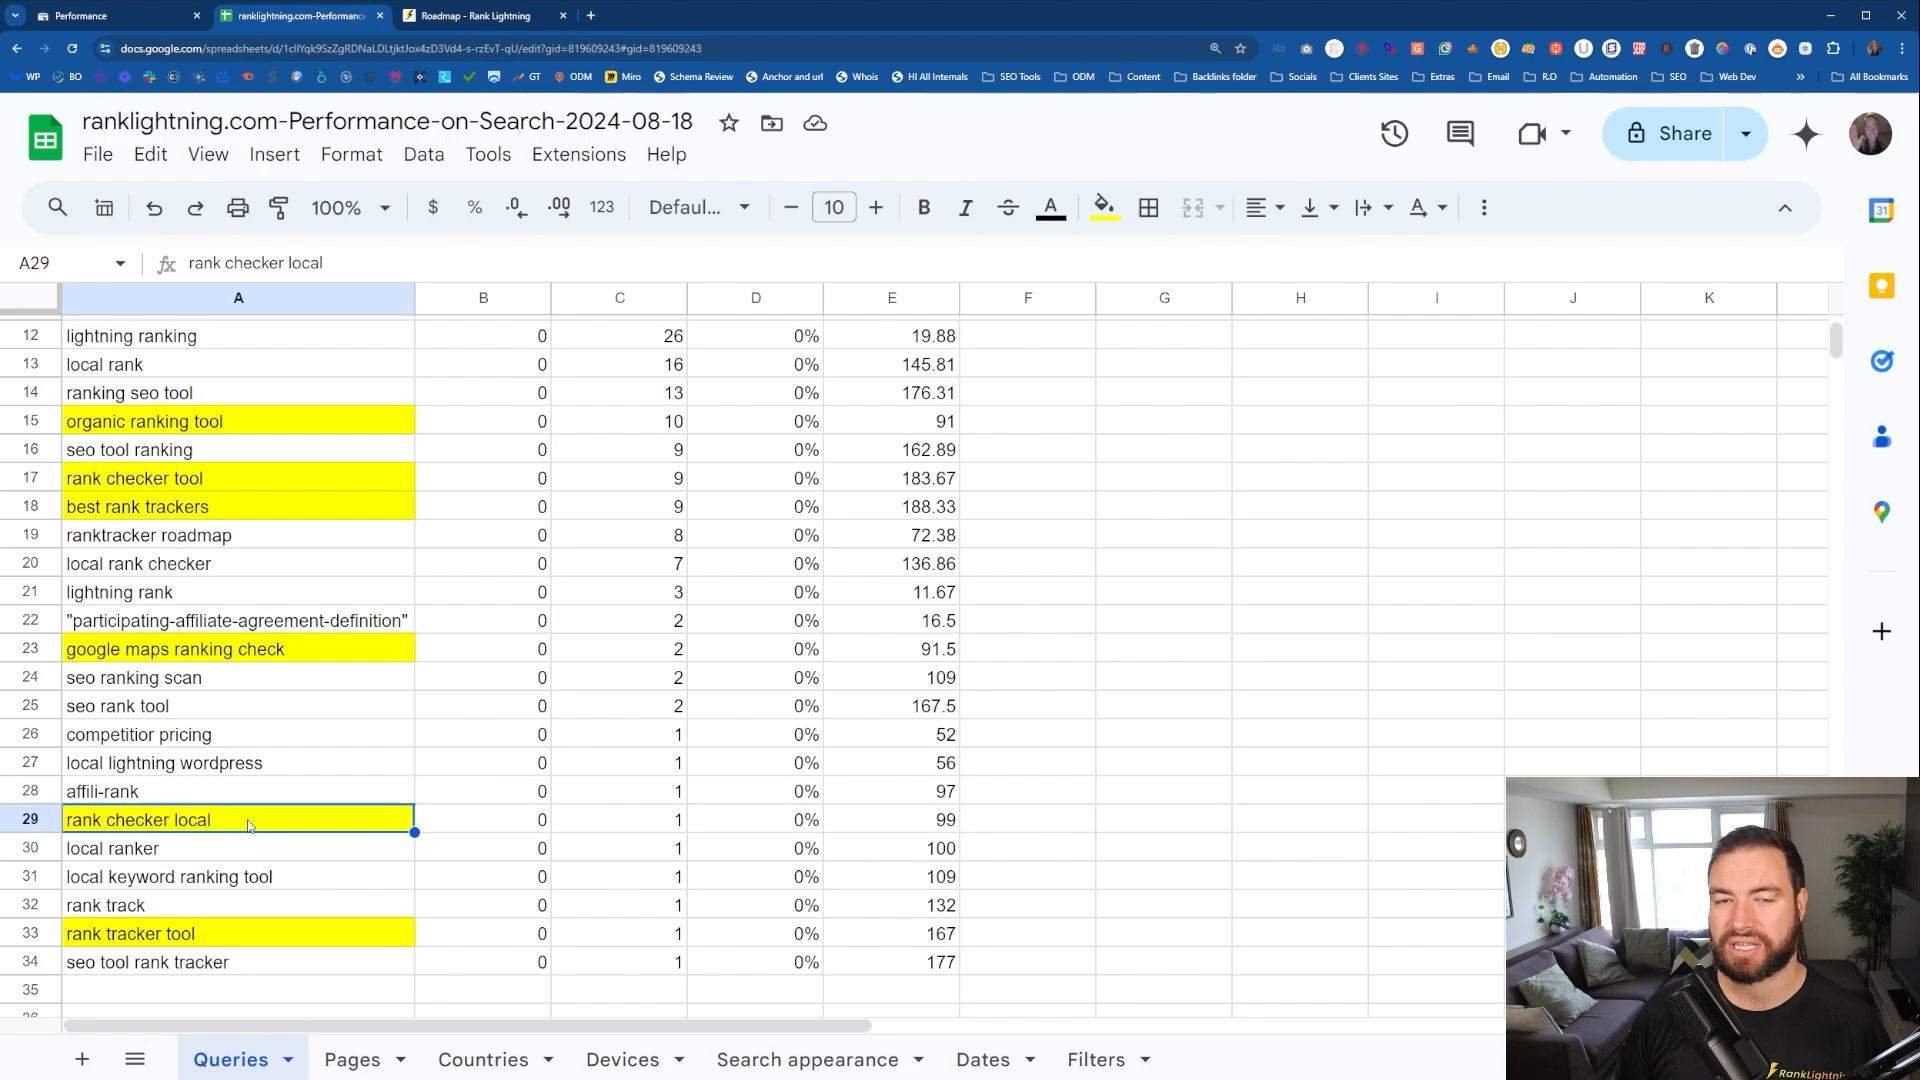 Performance
ranklightning.com-Performance
Roadmap - Rank Lightning
docs.google.com/spreadsheets/d/1cIlYqk9SzZgRDNaLDLtjktJox4zD3Vd4-s-rzEvT-qU/edit?gid=819609243#gid=819609243
WP BO GT ODM Miro Schema Review Anchor and url Whois HI All Internals SEO Tools ODM Content Backlinks folder Socials Clients Sites Extras Email R.O Automation SEO Web Dev » All Bookmarks
ranklightning.com-Performance-on-Search-2024-08-18
File Edit View Insert Format Data Tools Extensions Help
Share
100% $ % .0 .00 123 Defaul... 10 B I A
A29 fx rank checker local
A B C D E F G H I J K
12 lightning ranking 0 26 0% 19.88
13 local rank 0 16 0% 145.81
14 ranking seo tool 0 13 0% 176.31
15 organic ranking tool 0 10 0% 91
16 seo tool ranking 0 9 0% 162.89
17 rank checker tool 0 9 0% 183.67
18 best rank trackers 0 9 0% 188.33
19 ranktracker roadmap 0 8 0% 72.38
20 local rank checker 0 7 0% 136.86
21 lightning rank 0 3 0% 11.67
22 "participating-affiliate-agreement-definition" 0 2 0% 16.5
23 google maps ranking check 0 2 0% 91.5
24 seo ranking scan 0 2 0% 109
25 seo rank tool 0 2 0% 167.5
26 competitior pricing 0 1 0% 52
27 local lightning wordpress 0 1 0% 56
28 affili-rank 0 1 0% 97
29 rank checker local 0 1 0% 99
30 local ranker 0 1 0% 100
31 local keyword ranking tool 0 1 0% 109
32 rank track 0 1 0% 132
33 rank tracker tool 0 1 0% 167
34 seo tool rank tracker 0 1 0% 177
35
Queries Pages Countries Devices Search appearance Dates Filters